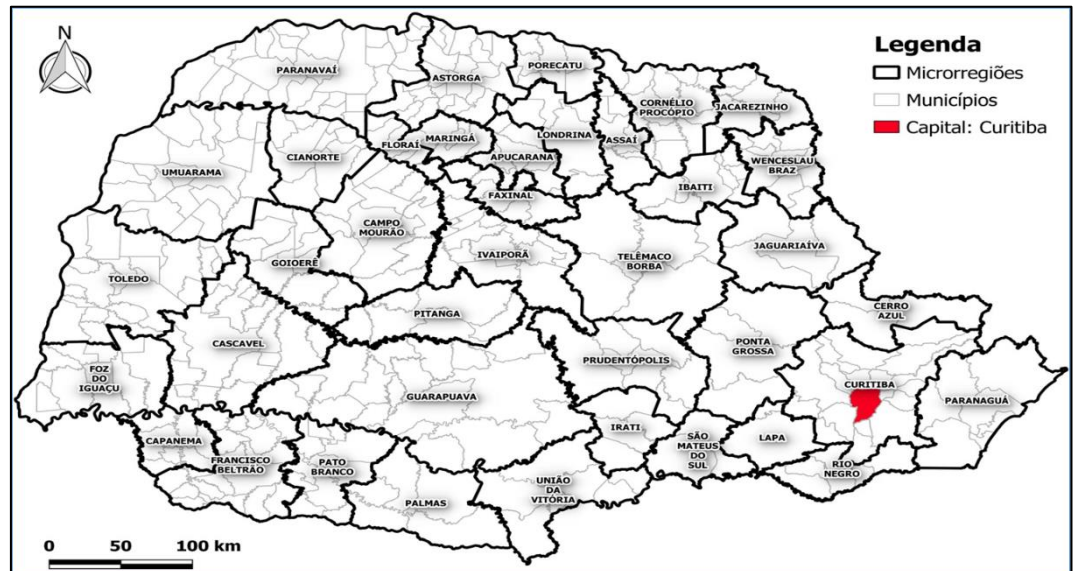 N
Legenda
Microrregiões
Municípios
Capital: Curitiba
PARANAVAÍ
ASTORGA
PORECATU
CORNÉLIO
PROCÓPIO
JACAREZINHO
UMUARAMA
CIANORTE
FLORAÍ
MARINGÁ
APUCARANA
LONDRINA
ASSAÍ
WENCESLAU
BRAZ
IBAITI
FAXINAL
CAMPO
MOURÃO
IVAIPORÃ
TELÊMACO
BORBA
JAGUARIAÍVA
TOLEDO
GOIOERÊ
PITANGA
CERRO
AZUL
CASCAVEL
PONTA
GROSSA
PRUDENTÓPOLIS
FOZ
DO
IGUAÇU
GUARAPUAVA
CURITIBA
PARANAGUÁ
CAPANEMA
FRANCISCO
BELTRÃO
PATO
BRANCO
IRATI
SÃO
MATEUS
DO
SUL
LAPA
RIO
NEGRO
PALMAS
UNIÃO
DA
VITÓRIA
0 50 100 km